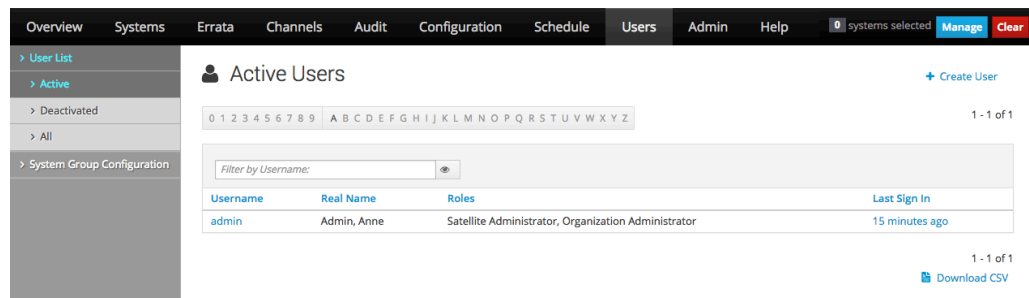 Overview Systems Errata Channels Audit Configuration Schedule Users Admin Help 0 systems selected Manage Clear
> User List
> Active
> Deactivated
> All
> System Group Configuration
Active Users
+ Create User
0 1 2 3 4 5 6 7 8 9 A B C D E F G H I J K L M N O P Q R S T U V W X Y Z
1 - 1 of 1
Filter by Username:
Username Real Name Roles Last Sign In
admin Admin, Anne Satellite Administrator, Organization Administrator 15 minutes ago
1 - 1 of 1
Download CSV